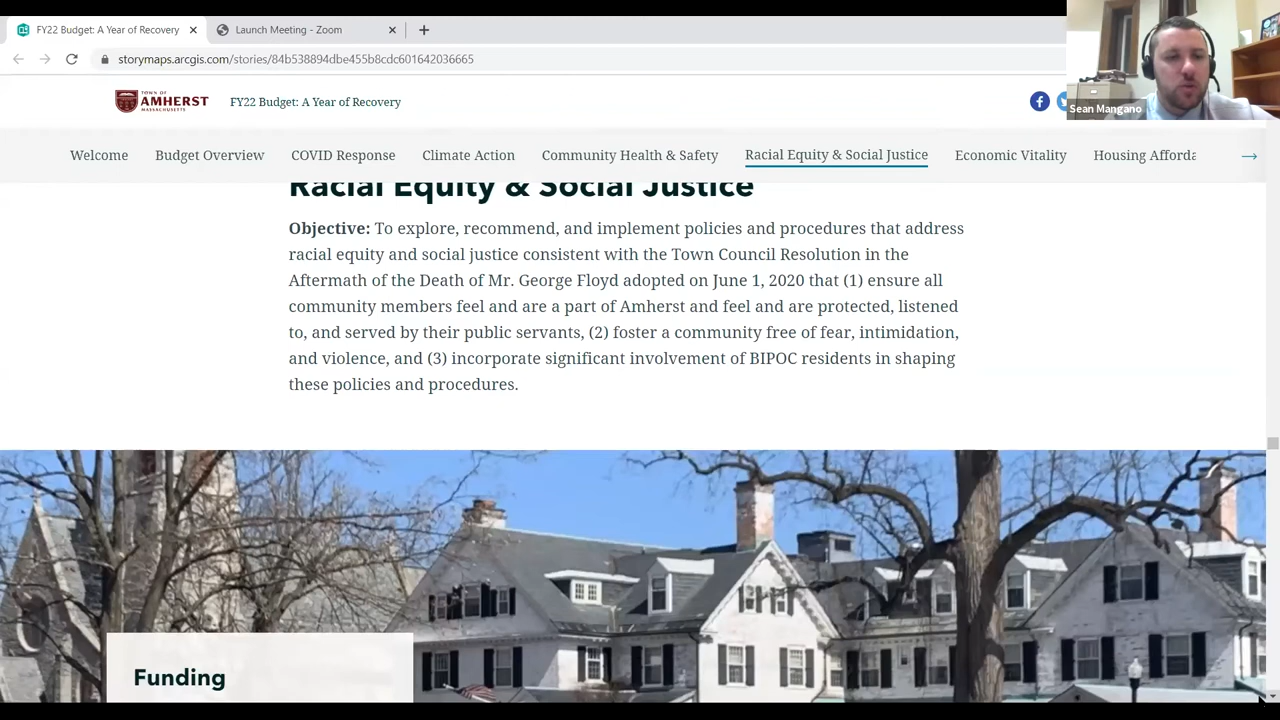 FY22 Budget: A Year of Recovery
Launch Meeting - Zoom
storymaps.arcgis.com/stories/84b538894dbe455b8cdc601642036665
Sean Mangano
TOWN OF
AMHERST
MASSACHUSETTS
FY22 Budget: A Year of Recovery
Welcome
Budget Overview
COVID Response
Climate Action
Community Health & Safety
Racial Equity & Social Justice
Economic Vitality
Housing Afforda
Racial Equity & Social Justice
Objective: To explore, recommend, and implement policies and procedures that address
racial equity and social justice consistent with the Town Council Resolution in the
Aftermath of the Death of Mr. George Floyd adopted on June 1, 2020 that (1) ensure all
community members feel and are a part of Amherst and feel and are protected, listened
to, and served by their public servants, (2) foster a community free of fear, intimidation,
and violence, and (3) incorporate significant involvement of BIPOC residents in shaping
these policies and procedures.
Funding